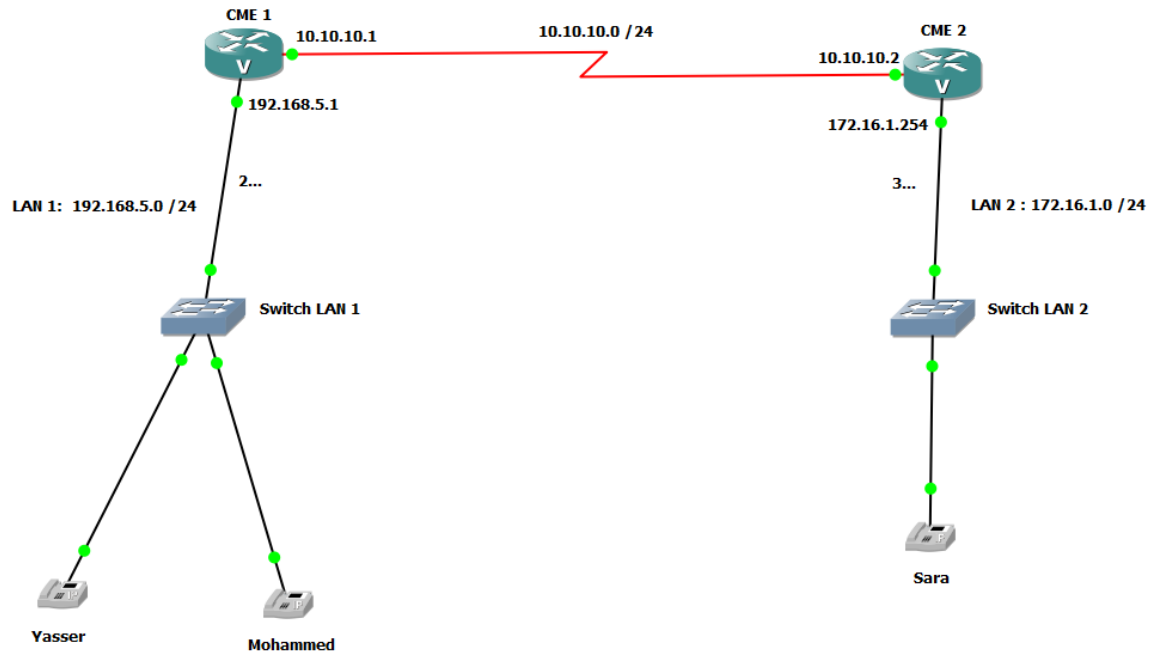 CME 1
10.10.10.1
10.10.10.0 /24
CME 2
10.10.10.2
V
V
192.168.5.1
172.16.1.254
2...
3...
LAN 1:  192.168.5.0 /24
LAN 2 : 172.16.1.0 /24
Switch LAN 1
Switch LAN 2
Sara
Yasser
Mohammed